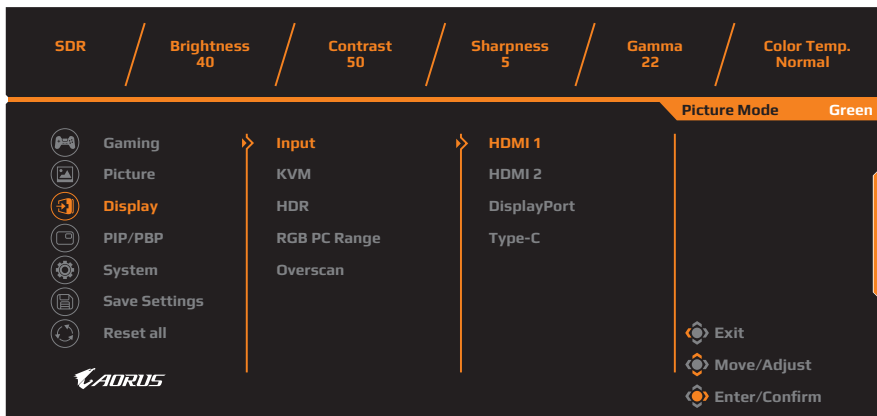 SDR
Brightness
40
Contrast
50
Sharpness
5
Gamma
22
Color Temp.
Normal
Picture Mode Green
Gaming
Picture
Display
PIP/PBP
System
Save Settings
Reset all
Input
KVM
HDR
RGB PC Range
Overscan
HDMI 1
HDMI 2
DisplayPort
Type-C
Exit
Move/Adjust
Enter/Confirm
AORUS